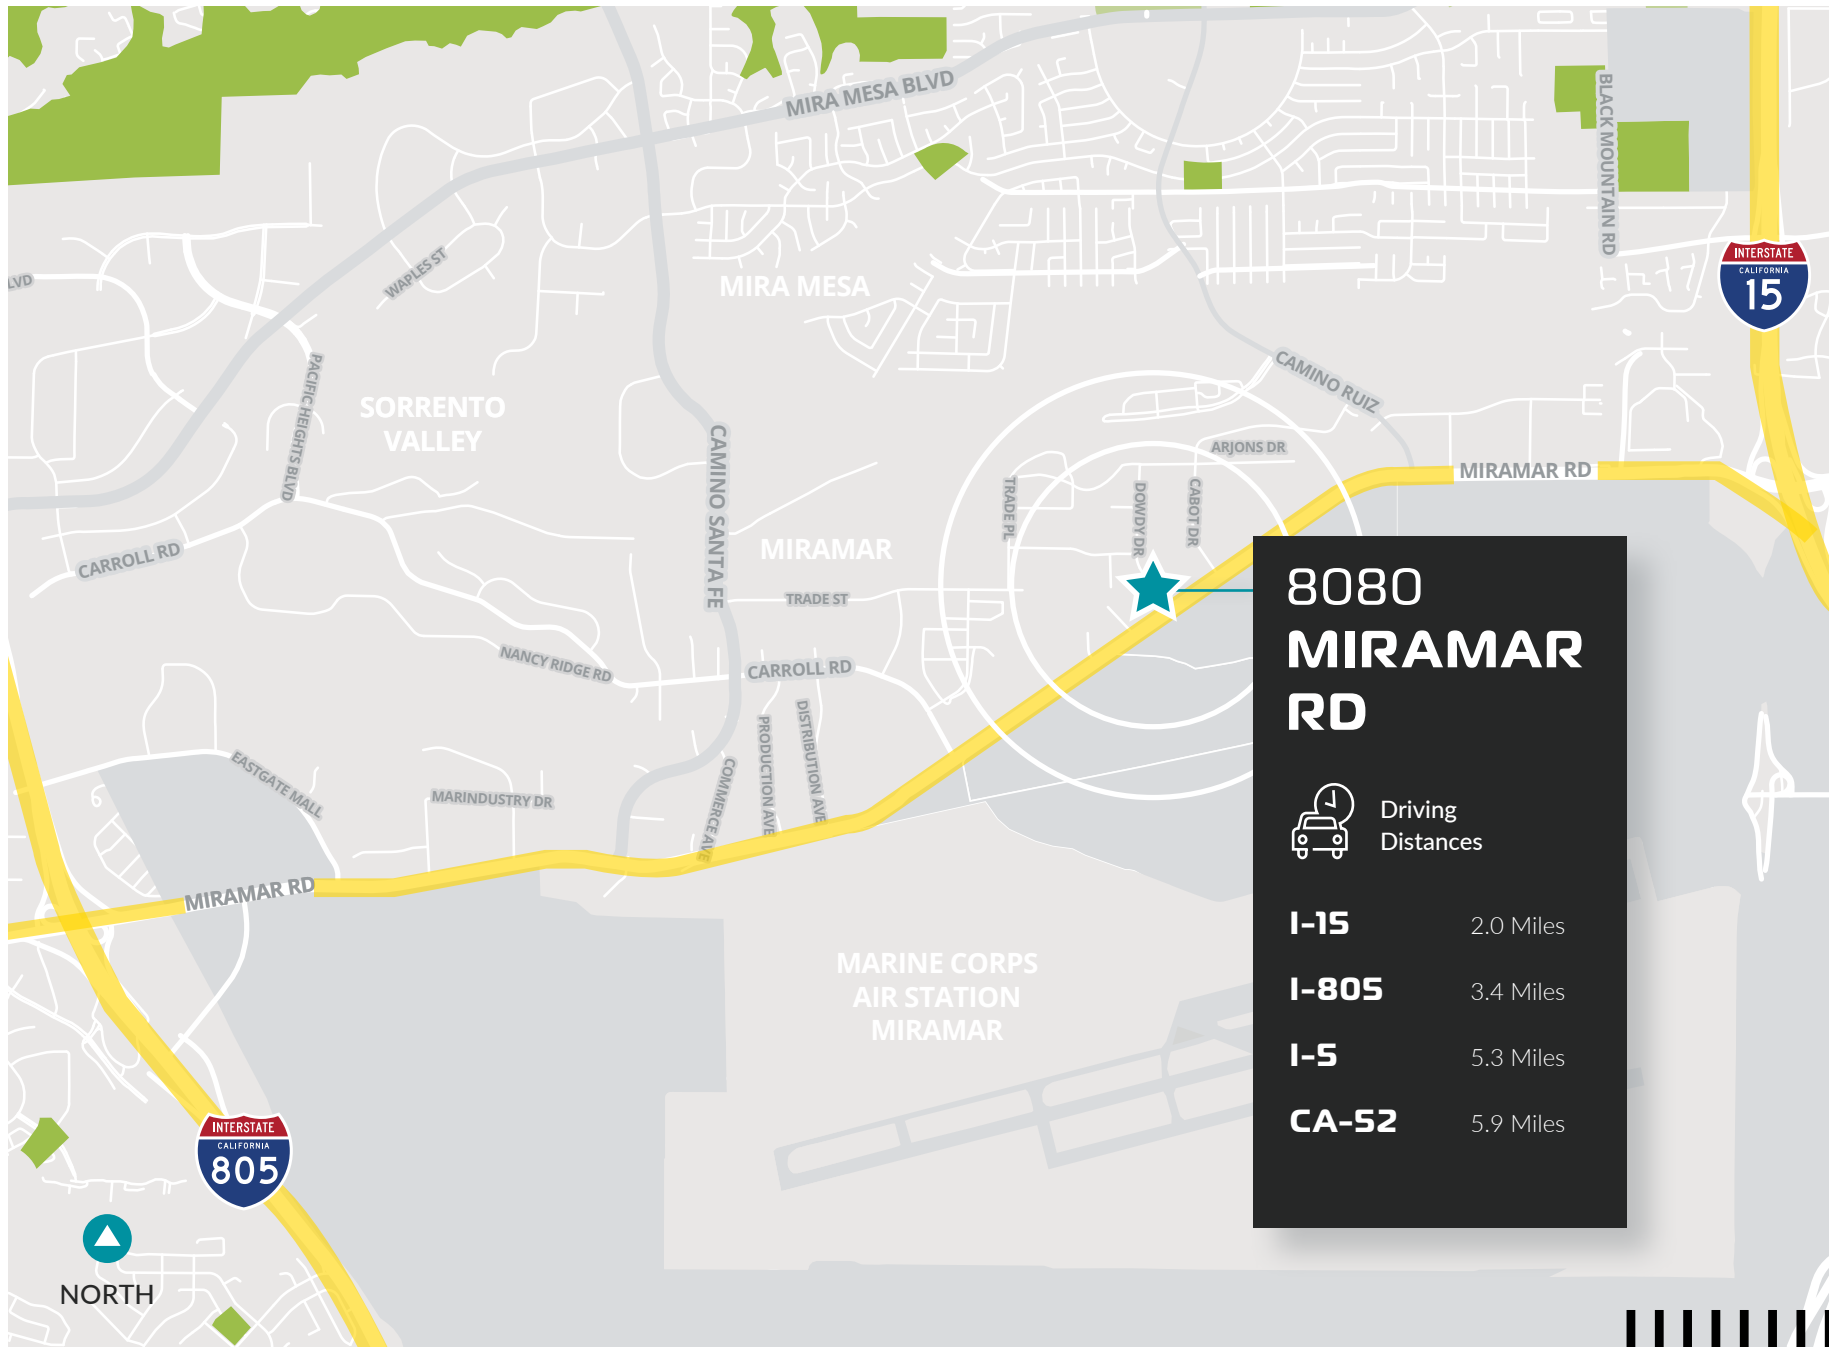 MIRA MESA BLVD
BLACK MOUNTAIN RD
INTERSTATE
CALIFORNIA
15
LVD
WAPLES ST
MIRA MESA
PACIFIC HEIGHTS BLVD
SORRENTO
VALLEY
CAMINO RUIZ
CAMINO SANTA FE
ARJONS DR
MIRAMAR RD
TRADE PL
DOWDY DR
CABOT DR
CARROLL RD
MIRAMAR
TRADE ST
NANCY RIDGE RD
CARROLL RD
EASTGATE MALL
MARINDUSTRY DR
COMMERCE AVE
PRODUCTION AVE
DISTRIBUTION AVE
MIRAMAR RD
MARINE CORPS
AIR STATION
MIRAMAR
8080
MIRAMAR
RD
Driving
Distances
I-15 2.0 Miles
I-805 3.4 Miles
I-5 5.3 Miles
CA-52 5.9 Miles
INTERSTATE
CALIFORNIA
805
NORTH